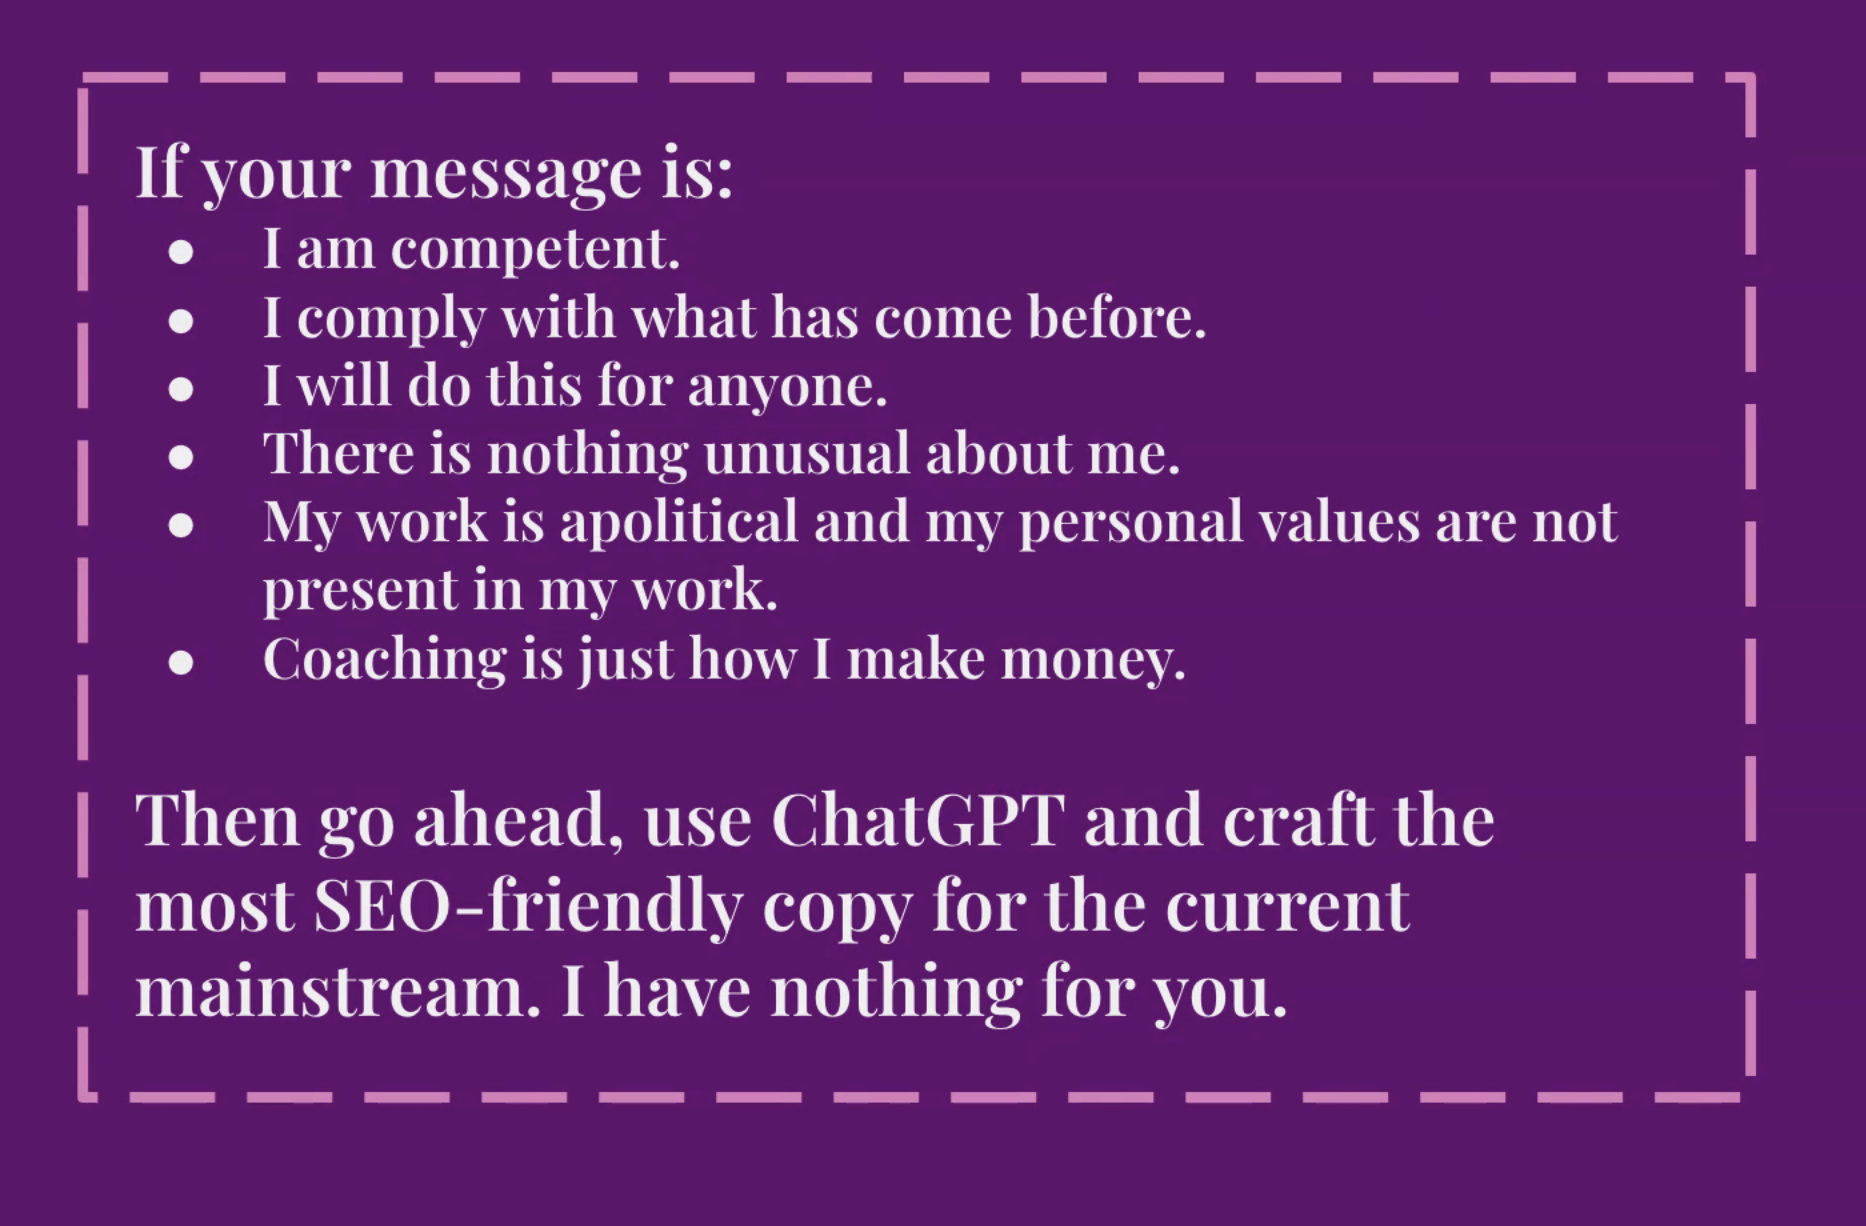 If your message is:
● I am competent.
● I comply with what has come before.
● I will do this for anyone.
● There is nothing unusual about me.
● My work is apolitical and my personal values are not
present in my work.
● Coaching is just how I make money.
Then go ahead, use ChatGPT and craft the
most SEO-friendly copy for the current
mainstream. I have nothing for you.